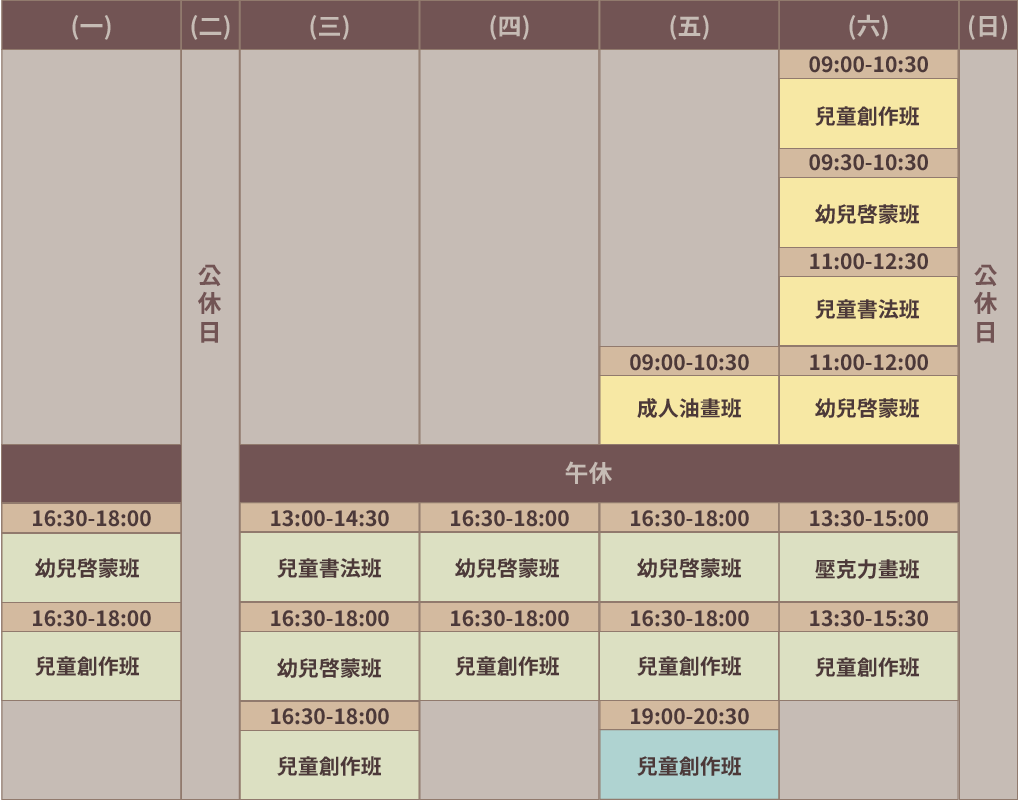 (一) (二) (三) (四) (五) (六) (日)
09:00-10:30
兒童創作班
09:30-10:30
幼兒啓蒙班
11:00-12:30
兒童書法班
公休日 公休日
09:00-10:30 11:00-12:00
成人油畫班 幼兒啓蒙班
午休
16:30-18:00 13:00-14:30 16:30-18:00 16:30-18:00 13:30-15:00
幼兒啓蒙班 兒童書法班 幼兒啓蒙班 幼兒啓蒙班 壓克力畫班
16:30-18:00 16:30-18:00 16:30-18:00 16:30-18:00 13:30-15:30
兒童創作班 幼兒啓蒙班 兒童創作班 兒童創作班 兒童創作班
16:30-18:00 19:00-20:30
兒童創作班 兒童創作班